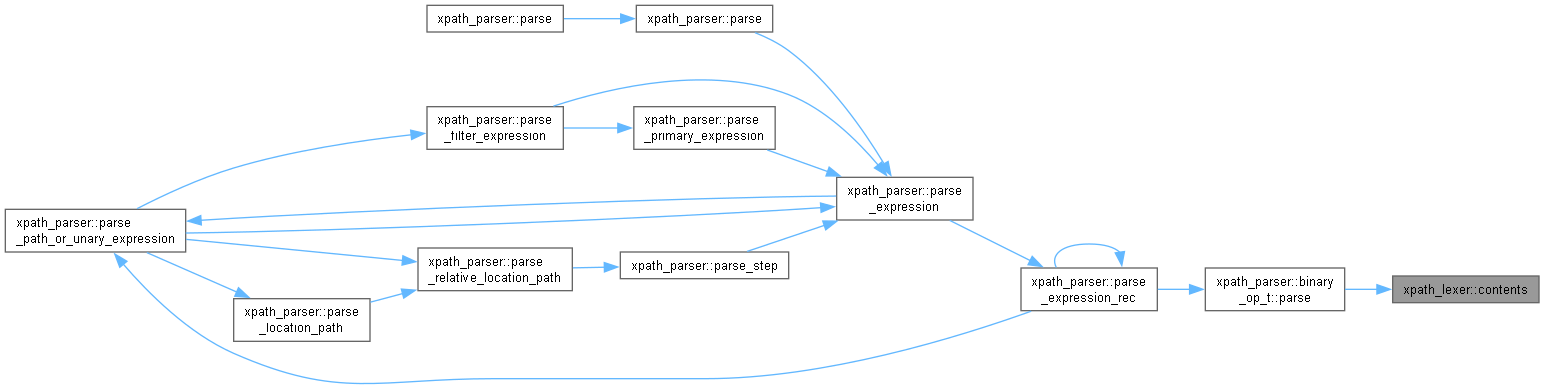 xpath_parser::parse
xpath_parser::parse
xpath_parser::parse
_filter_expression
xpath_parser::parse
_primary_expression
xpath_parser::parse
_expression
xpath_parser::parse
_path_or_unary_expression
xpath_parser::parse
_relative_location_path
xpath_parser::parse_step
xpath_parser::parse
_expression_rec
xpath_parser::binary
_op_t::parse
xpath_lexer::contents
xpath_parser::parse
_location_path